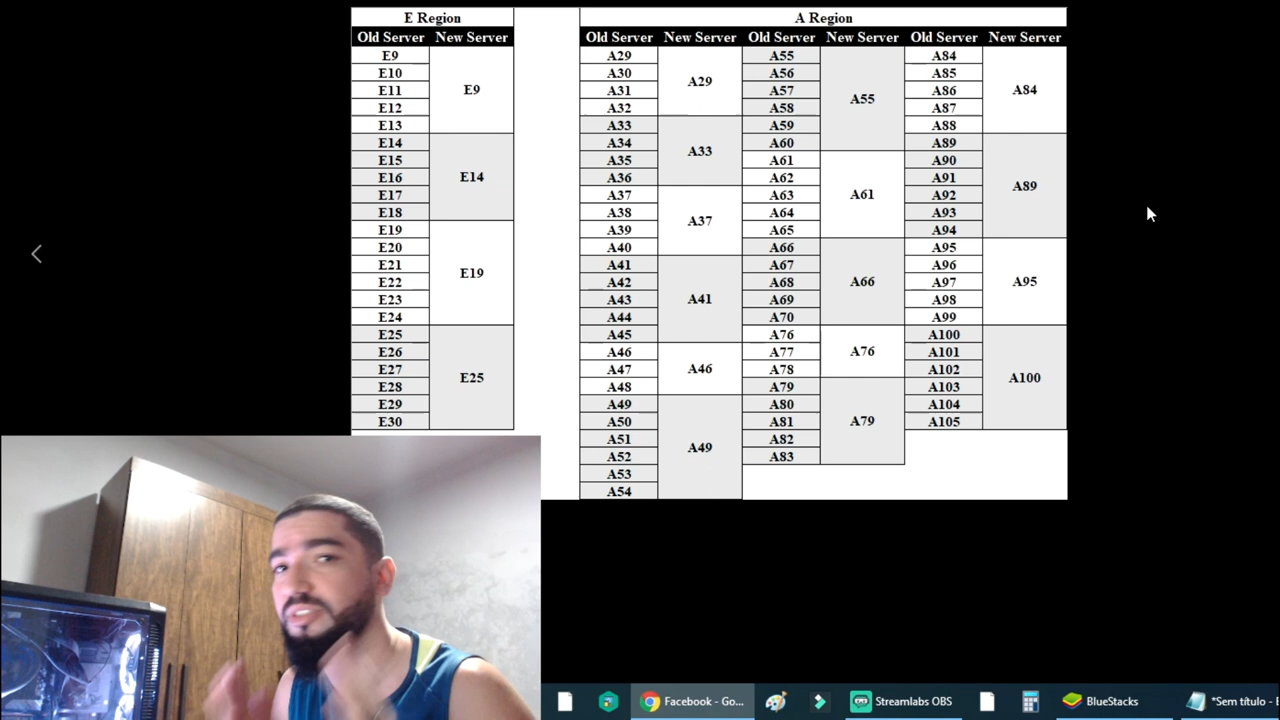 E Region
Old Server New Server
E9
E10
E11
E12
E13
E9
E14
E15
E16
E17
E18
E14
E19
E20
E21
E22
E23
E24
E19
E25
E26
E27
E28
E29
E30
E25
A Region
Old Server New Server Old Server New Server Old Server New Server
A29
A30
A31
A32
A29
A33
A34
A35
A36
A33
A37
A38
A39
A40
A37
A41
A42
A43
A44
A45
A41
A46
A47
A48
A46
A49
A50
A51
A52
A53
A54
A49
A55
A56
A57
A58
A59
A60
A55
A61
A62
A63
A64
A65
A61
A66
A67
A68
A69
A70
A66
A76
A77
A78
A76
A79
A80
A81
A82
A83
A79
A84
A85
A86
A87
A88
A84
A89
A90
A91
A92
A93
A94
A89
A95
A96
A97
A98
A99
A95
A100
A101
A102
A103
A104
A105
A100
Facebook - Go... Streamlabs OBS BlueStacks *Sem título -